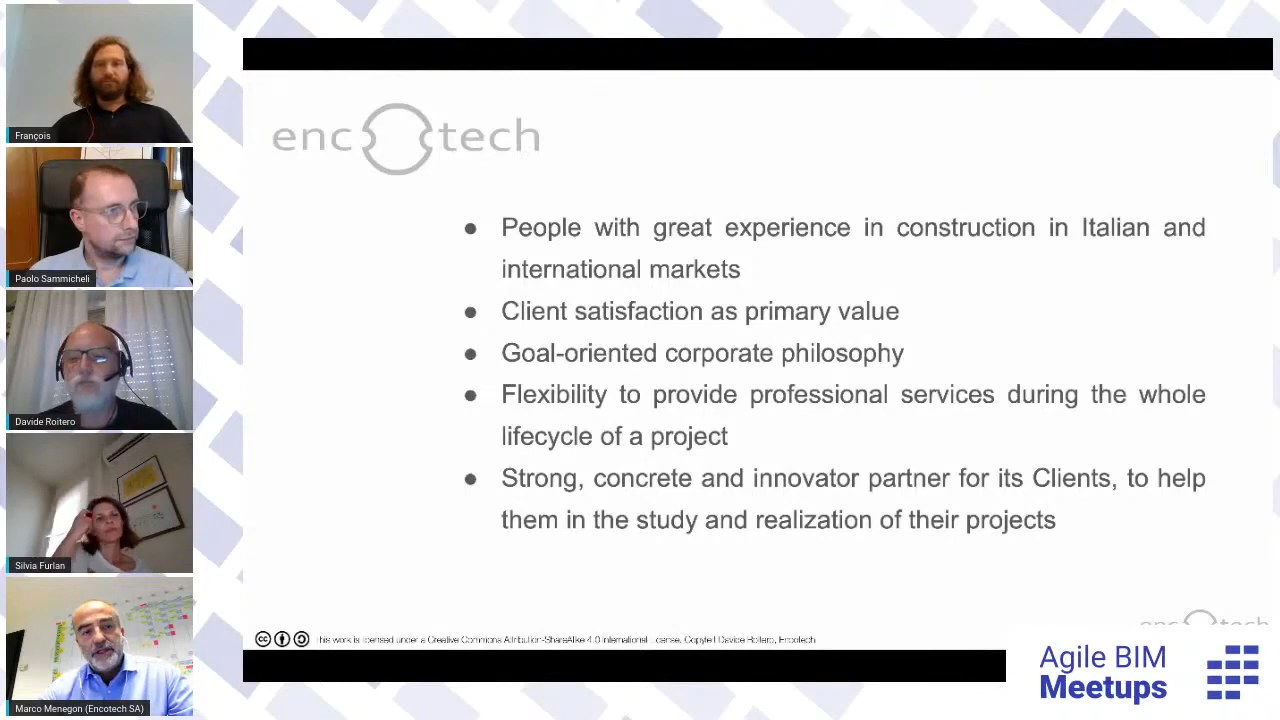 François
Paolo Sammicheli
Davide Roitero
Silvia Furlan
Marco Menegon (Encotech SA)
encotech
● People with great experience in construction in Italian and
international markets
● Client satisfaction as primary value
● Goal-oriented corporate philosophy
● Flexibility to provide professional services during the whole
lifecycle of a project
● Strong, concrete and innovator partner for its Clients, to help
them in the study and realization of their projects
This work is licensed under a Creative Commons Attribution-ShareAlike 4.0 International License. Copyleft Davide Roitero, Encotech
Agile BIM
Meetups